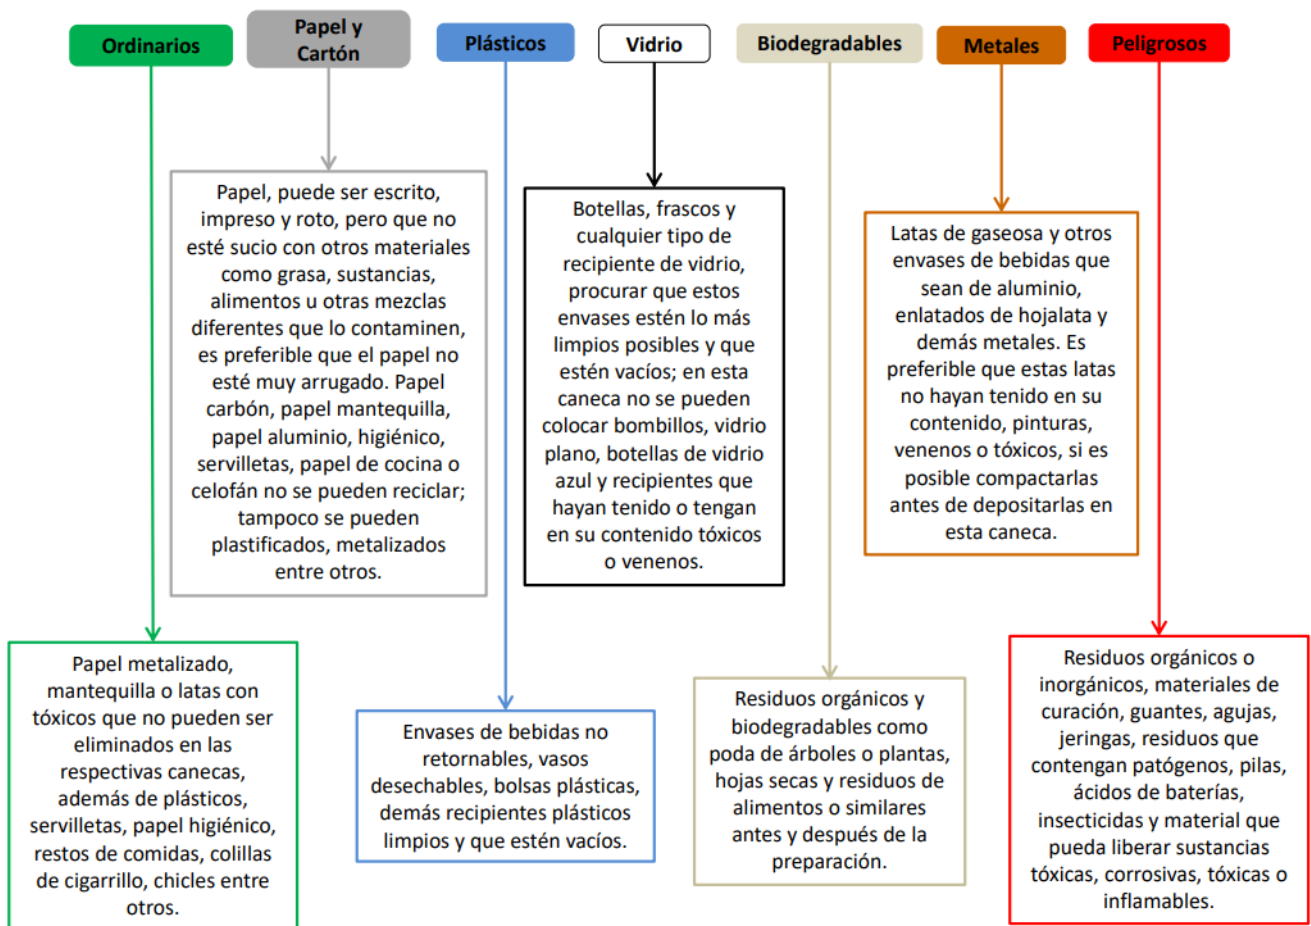 Ordinarios
Papel y
Cartón
Plásticos
Vidrio
Biodegradables
Metales
Peligrosos
Papel, puede ser escrito,
impreso y roto, pero que no
esté sucio con otros materiales
como grasa, sustancias,
alimentos u otras mezclas
diferentes que lo contaminen,
es preferible que el papel no
esté muy arrugado. Papel
carbón, papel mantequilla,
papel aluminio, higiénico,
servilletas, papel de cocina o
celofán no se pueden reciclar;
tampoco se pueden
plastificados, metalizados
entre otros.
Botellas, frascos y
cualquier tipo de
recipiente de vidrio,
procurar que estos
envases estén lo más
limpios posibles y que
estén vacíos; en esta
caneca no se pueden
colocar bombillos, vidrio
plano, botellas de vidrio
azul y recipientes que
hayan tenido o tengan
en su contenido tóxicos
o venenos.
Latas de gaseosa y otros
envases de bebidas que
sean de aluminio,
enlatados de hojalata y
demás metales. Es
preferible que estas latas
no hayan tenido en su
contenido, pinturas,
venenos o tóxicos, si es
posible compactarlas
antes de depositarlas en
esta caneca.
Papel metalizado,
mantequilla o latas con
tóxicos que no pueden ser
eliminados en las
respectivas canecas,
además de plásticos,
servilletas, papel higiénico,
restos de comidas, colillas
de cigarrillo, chicles entre
otros.
Envases de bebidas no
retornables, vasos
desechables, bolsas plásticas,
demás recipientes plásticos
limpios y que estén vacíos.
Residuos orgánicos y
biodegradables como
poda de árboles o plantas,
hojas secas y residuos de
alimentos o similares
antes y después de la
preparación.
Residuos orgánicos o
inorgánicos, materiales de
curación, guantes, agujas,
jeringas, residuos que
contengan patógenos, pilas,
ácidos de baterías,
insecticidas y material que
pueda liberar sustancias
tóxicas, corrosivas, tóxicas o
inflamables.